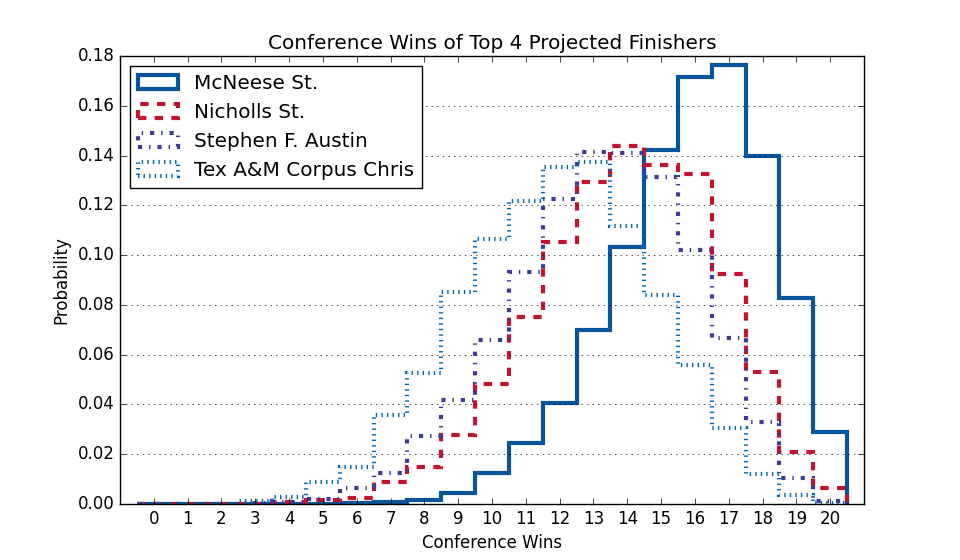 Conference Wins of Top 4 Projected Finishers
0.18
0.16
0.14
0.12
0.10
0.08
0.06
0.04
0.02
0.00
Probability
McNeese St.
Nicholls St.
Stephen F. Austin
Tex A&M Corpus Chris
0 1 2 3 4 5 6 7 8 9 10 11 12 13 14 15 16 17 18 19 20
Conference Wins